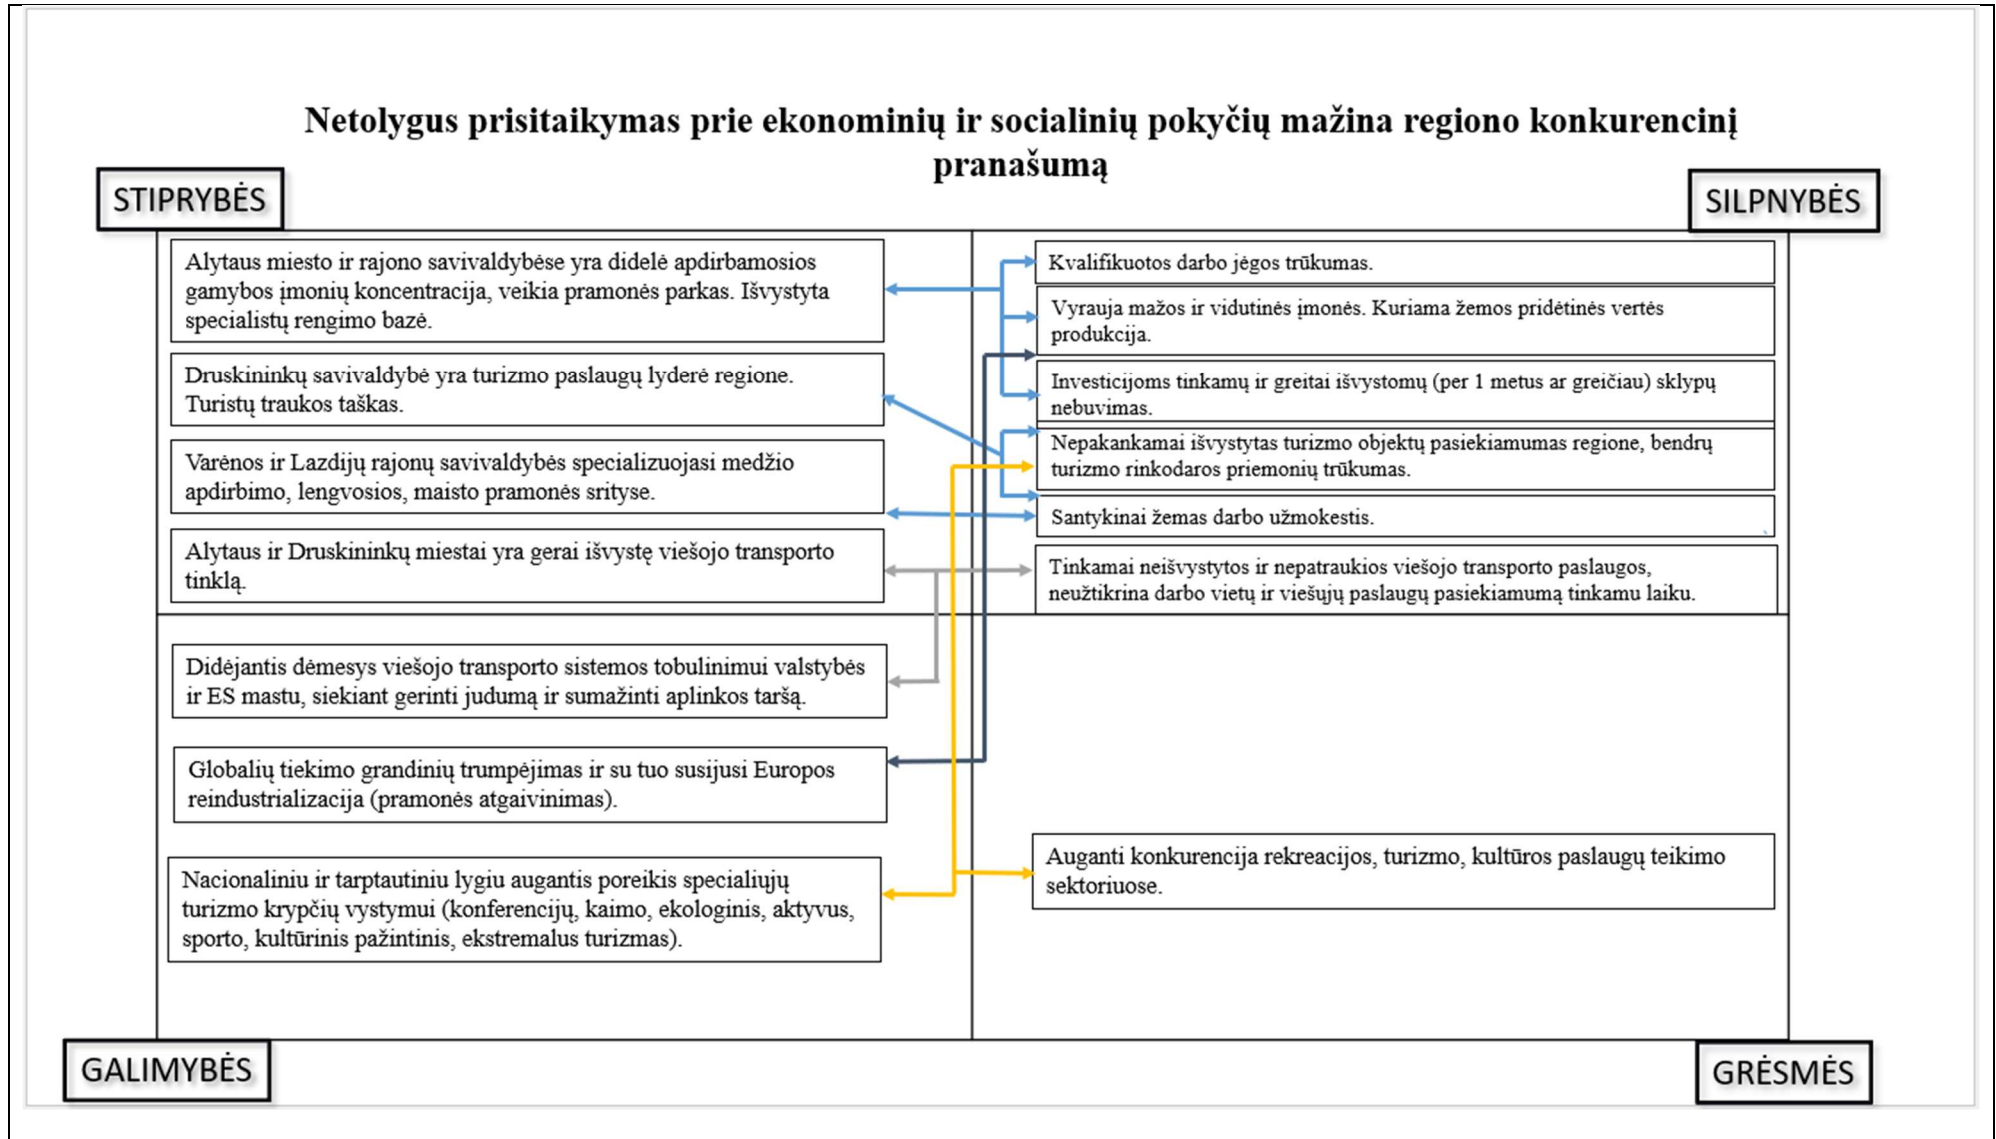 Netolygus prisitaikymas prie ekonominių ir socialinių pokyčių mažina regiono konkurencinį
pranašumą
STIPRYBĖS
SILPNYBĖS
Alytaus miesto ir rajono savivaldybėse yra didelė apdirbamosios
gamybos įmonių koncentracija, veikia pramonės parkas. Išvystyta
specialistų rengimo bazė.
Druskininkų savivaldybė yra turizmo paslaugų lyderė regione.
Turistų traukos taškas.
Varėnos ir Lazdijų rajonų savivaldybės specializuojasi medžio
apdirbimo, lengvosios, maisto pramonės srityse.
Alytaus ir Druskininkų miestai yra gerai išvystę viešojo transporto
tinklą.
Kvalifikuotos darbo jėgos trūkumas.
Vyrauja mažos ir vidutinės įmonės. Kuriama žemos pridėtinės vertės
produkcija.
Investicijoms tinkamų ir greitai išvystomų (per 1 metus ar greičiau) sklypų
nebuvimas.
Nepakankamai išvystytas turizmo objektų pasiekiamumas regione, bendrų
turizmo rinkodaros priemonių trūkumas.
Santykinai žemas darbo užmokestis.
Tinkamai neišvystytos ir nepatraukios viešojo transporto paslaugos,
neužtikrina darbo vietų ir viešųjų paslaugų pasiekiamumą tinkamu laiku.
Didėjantis dėmesys viešojo transporto sistemos tobulinimui valstybės
ir ES mastu, siekiant gerinti judumą ir sumažinti aplinkos taršą.
Globalių tiekimo grandinių trumpėjimas ir su tuo susijusi Europos
reindustrializacija (pramonės atgaivinimas).
Nacionaliniu ir tarptautiniu lygiu augantis poreikis specialiųjų
turizmo krypčių vystymui (konferencijų, kaimo, ekologinis, aktyvus,
sporto, kultūrinis pažintinis, ekstremalus turizmas).
Auganti konkurencija rekreacijos, turizmo, kultūros paslaugų teikimo
sektoriuose.
GALIMYBĖS
GRĖSMĖS